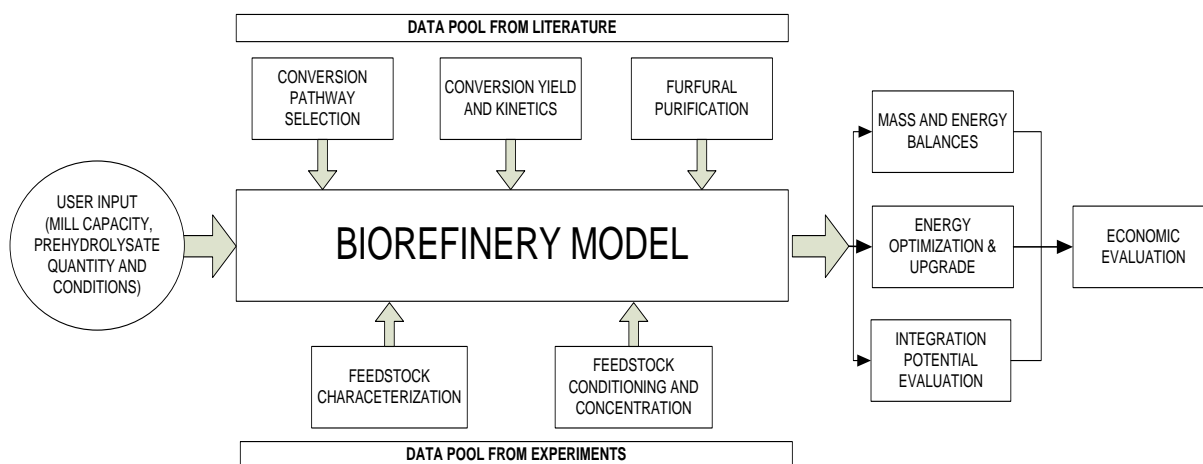 DATA POOL FROM LITERATURE
CONVERSION
PATHWAY
SELECTION
CONVERSION YIELD
AND KINETICS
FURFURAL
PURIFICATION
USER INPUT
(MILL CAPACITY,
PREHYDROLYSATE
QUANTITY AND
CONDITIONS)
BIOREFINERY MODEL
FEEDSTOCK
CHARACETERIZATION
FEEDSTOCK
CONDITIONING AND
CONCENTRATION
DATA POOL FROM EXPERIMENTS
MASS AND ENERGY
BALANCES
ENERGY
OPTIMIZATION &
UPGRADE
INTEGRATION
POTENTIAL
EVALUATION
ECONOMIC
EVALUATION